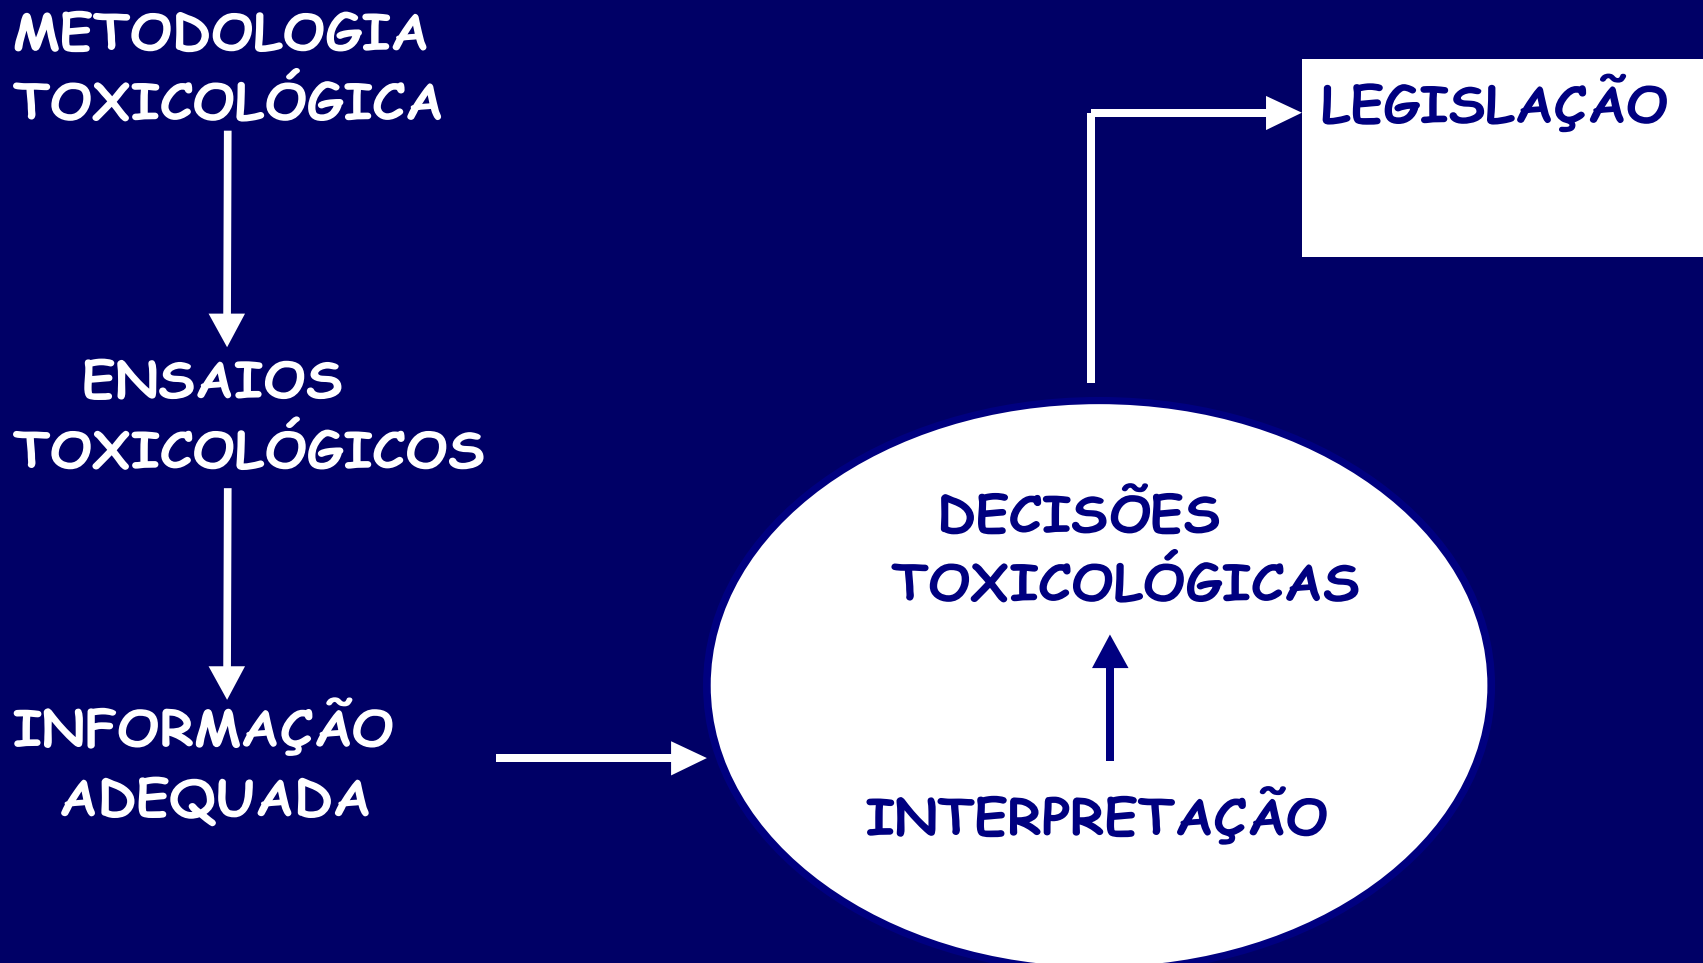 METODOLOGIA
TOXICOLÓGICA
ENSAIOS
TOXICOLÓGICOS
INFORMAÇÃO
ADEQUADA
LEGISLAÇÃO
DECISÕES
TOXICOLÓGICAS
INTERPRETAÇÃO